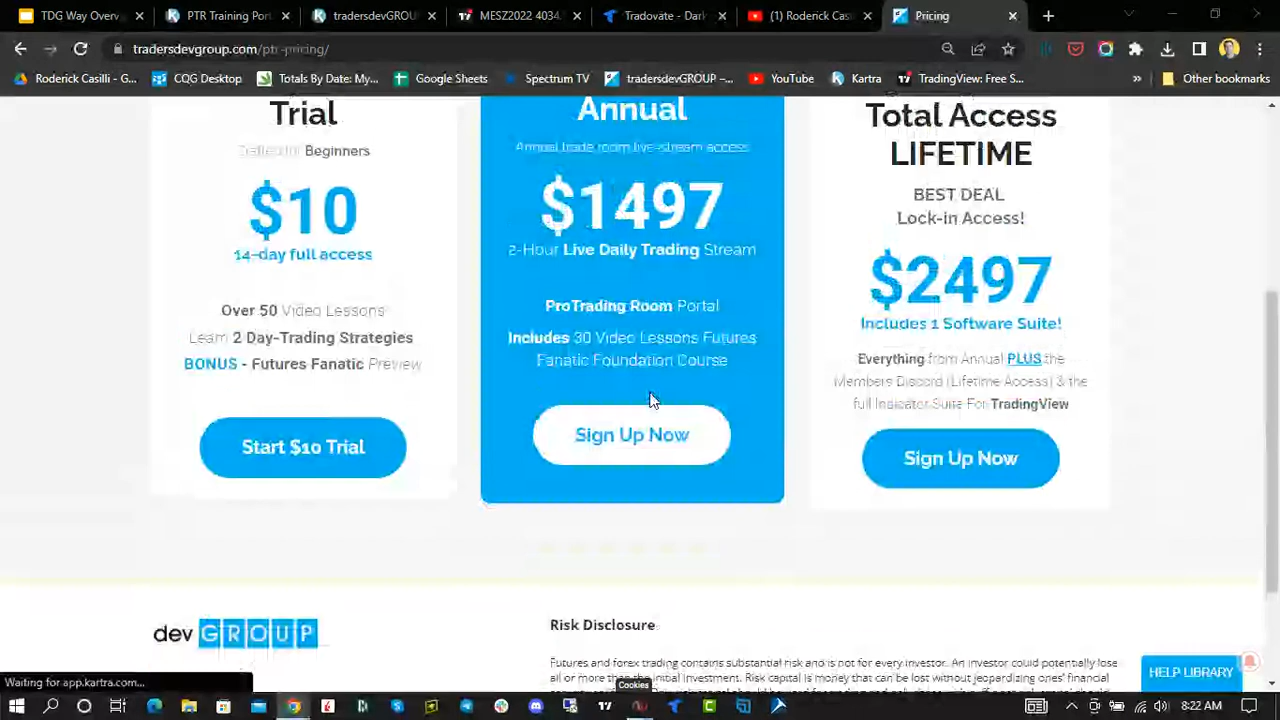 TDG Way Overv
PTR Training Port
tradersdevGROUP
MESZ2022 4034.
Tradovate - Dark
(1) Roderick Cas
Pricing
tradersdevgroup.com/ptr-pricing/
Roderick Casilli - G...
CQG Desktop
Totals By Date: My...
Google Sheets
Spectrum TV
tradersdevGROUP –...
YouTube
Kartra
TradingView: Free S...
»
Other bookmarks
Trial
Beginners
$10
14-day full access
Over 50 Video Lessons
Learn 2 Day-Trading Strategies
BONUS - Futures Fanatic Preview
Start $10 Trial
Annual
Annual trade room live-stream access
$1497
2-Hour Live Daily Trading Stream
ProTrading Room Portal
Includes 30 Video Lessons Futures
Fanatic Foundation Course
Sign Up Now
Total Access
LIFETIME
BEST DEAL
Lock-in Access!
$2497
Includes 1 Software Suite!
Everything from Annual PLUS the
Members Discord (Lifetime Access) & the
full Indicator Suite For TradingView
Sign Up Now
devGROUP
Risk Disclosure
Futures and forex trading contains substantial risk and is not for every investor. An investor could potentially lose
all or more than the initial investment. Risk capital is money that can be lost without jeopardizing ones' financial
HELP LIBRARY
Waiting for app.kartra.com...
Cookies
8:22 AM